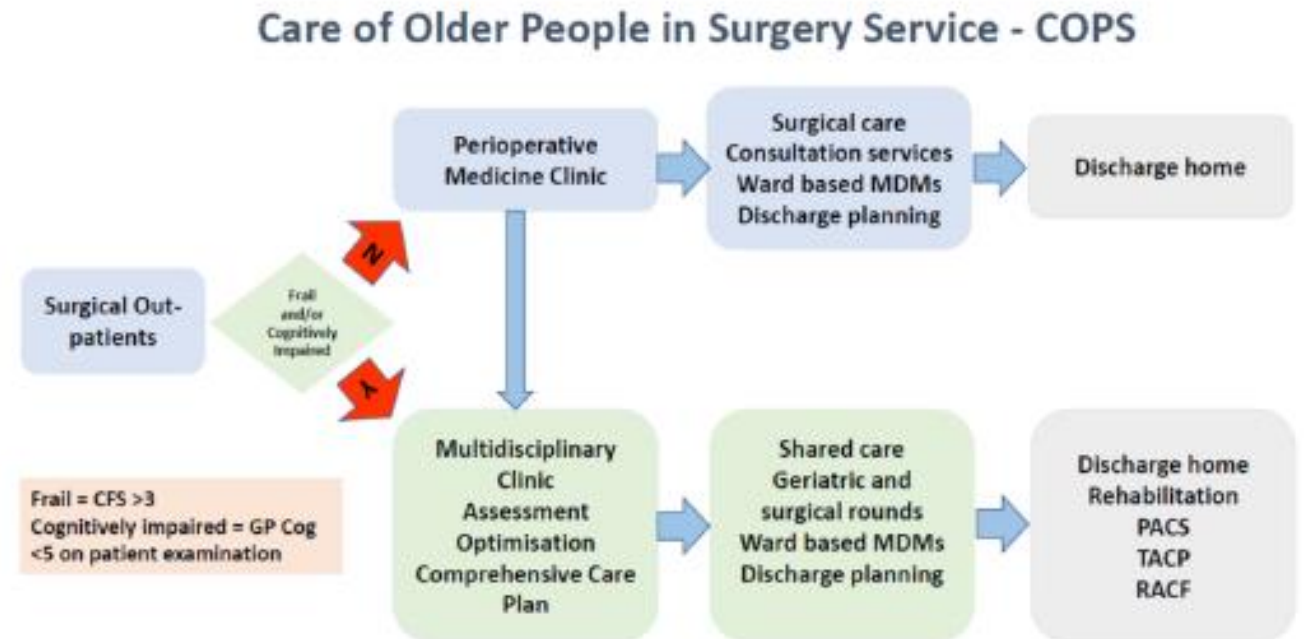 Care of Older People in Surgery Service - COPS
Perioperative
Medicine Clinic
Surgical care
Consultation services
Ward based MDMs
Discharge planning
Discharge home
N
Surgical Out-
patients
Frail
and/or
Cognitively
Impaired
Y
Frail = CFS >3
Cognitively impaired = GP Cog
<5 on patient examination
Multidisciplinary
Clinic
Assessment
Optimisation
Comprehensive Care
Plan
Shared care
Geriatric and
surgical rounds
Ward based MDMs
Discharge planning
Discharge home
Rehabilitation
PACS
TACP
RACF